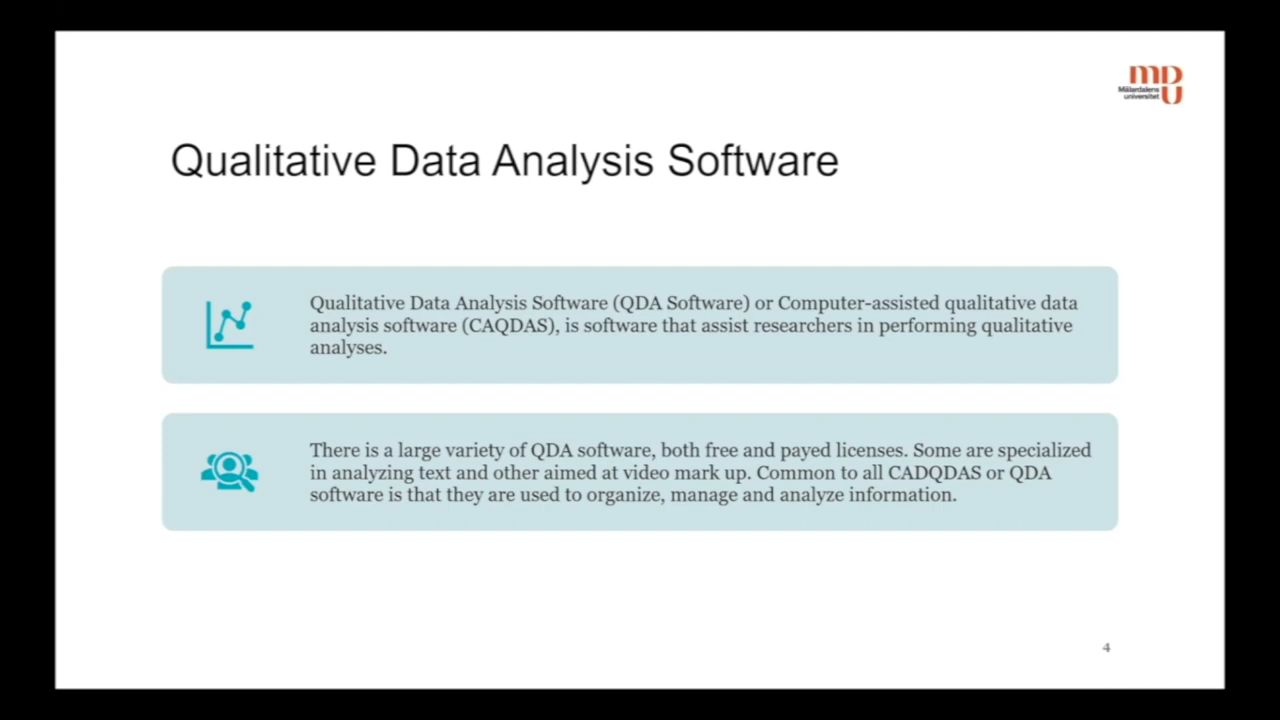 MDU
Mälardalens
universitet
Qualitative Data Analysis Software
Qualitative Data Analysis Software (QDA Software) or Computer-assisted qualitative data
analysis software (CAQDAS), is software that assist researchers in performing qualitative
analyses.
There is a large variety of QDA software, both free and payed licenses. Some are specialized
in analyzing text and other aimed at video mark up. Common to all CADQDAS or QDA
software is that they are used to organize, manage and analyze information.
4